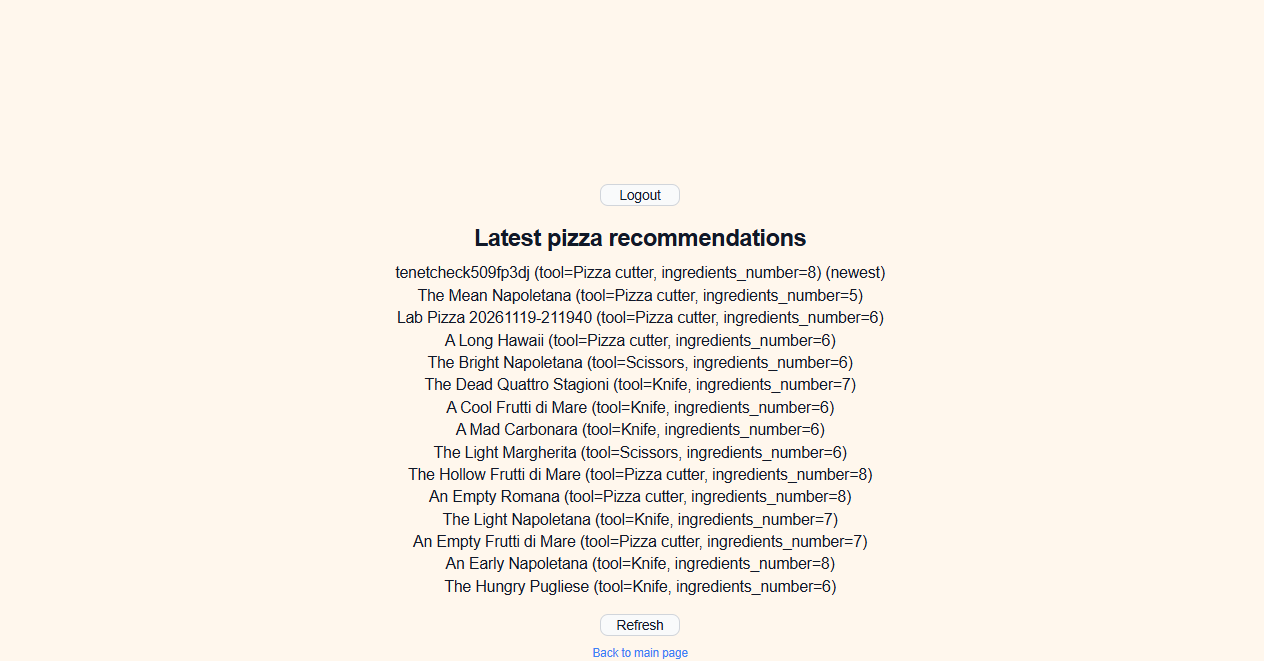 Logout
Latest pizza recommendations
tenetcheck509fp3dj (tool=Pizza cutter, ingredients_number=8) (newest)
The Mean Napoletana (tool=Pizza cutter, ingredients_number=5)
Lab Pizza 20261119-211940 (tool=Pizza cutter, ingredients_number=6)
A Long Hawaii (tool=Pizza cutter, ingredients_number=6)
The Bright Napoletana (tool=Scissors, ingredients_number=6)
The Dead Quattro Stagioni (tool=Knife, ingredients_number=7)
A Cool Frutti di Mare (tool=Knife, ingredients_number=6)
A Mad Carbonara (tool=Knife, ingredients_number=6)
The Light Margherita (tool=Scissors, ingredients_number=6)
The Hollow Frutti di Mare (tool=Pizza cutter, ingredients_number=8)
An Empty Romana (tool=Pizza cutter, ingredients_number=8)
The Light Napoletana (tool=Knife, ingredients_number=7)
An Empty Frutti di Mare (tool=Pizza cutter, ingredients_number=7)
An Early Napoletana (tool=Knife, ingredients_number=8)
The Hungry Pugliese (tool=Knife, ingredients_number=6)
Refresh
Back to main page